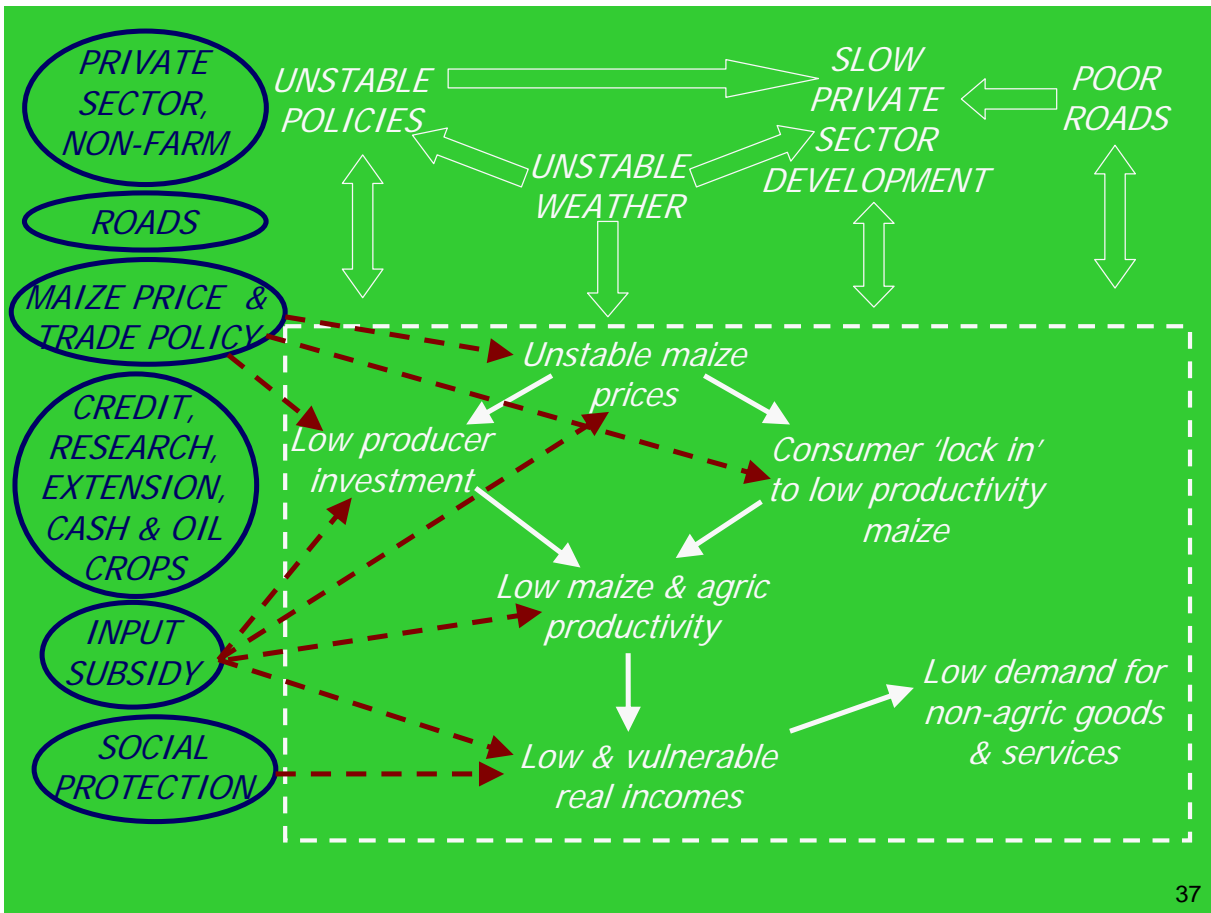 PRIVATE
SECTOR,
NON-FARM
ROADS
MAIZE PRICE &
TRADE POLICY
CREDIT,
RESEARCH,
EXTENSION,
CASH & OIL
CROPS
INPUT
SUBSIDY
SOCIAL
PROTECTION
UNSTABLE
POLICIES
UNSTABLE
WEATHER
SLOW
PRIVATE
SECTOR
DEVELOPMENT
POOR
ROADS
Unstable maize
prices
Low producer
investment
Consumer ‘lock in’
to low productivity
maize
Low maize & agric
productivity
Low & vulnerable
real incomes
Low demand for
non-agric goods
& services
37